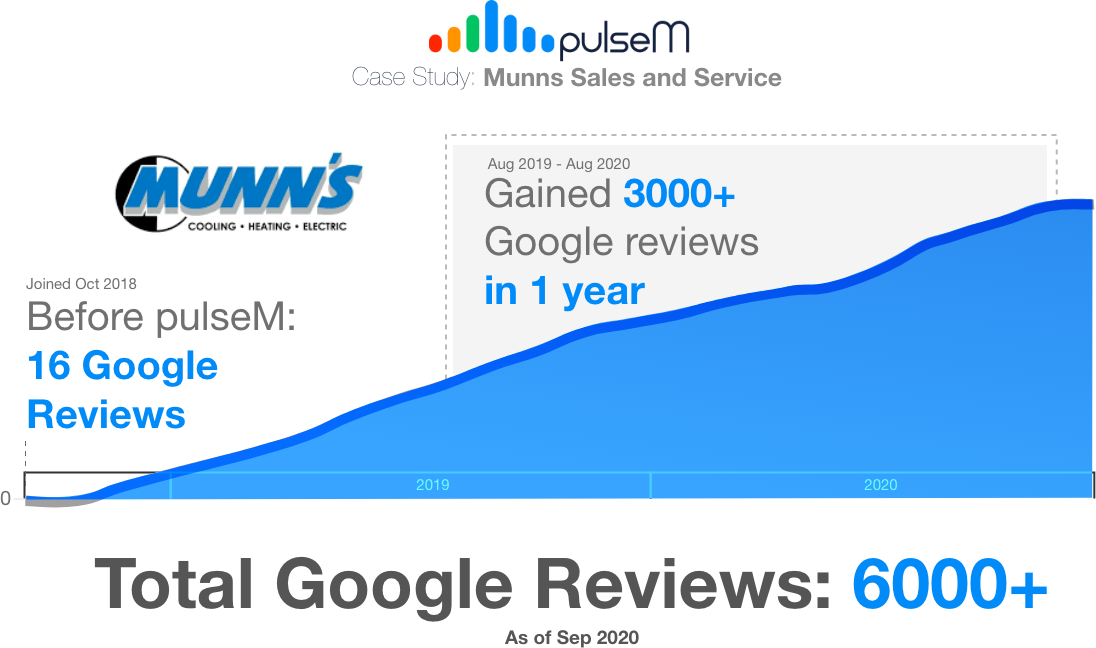 pulseM
Case Study: Munns Sales and Service
MUNN'S
COOLING • HEATING • ELECTRIC
Aug 2019 - Aug 2020
Gained 3000+
Google reviews
in 1 year
Joined Oct 2018
Before pulseM:
16 Google
Reviews
0
2019
2020
Total Google Reviews: 6000+
As of Sep 2020